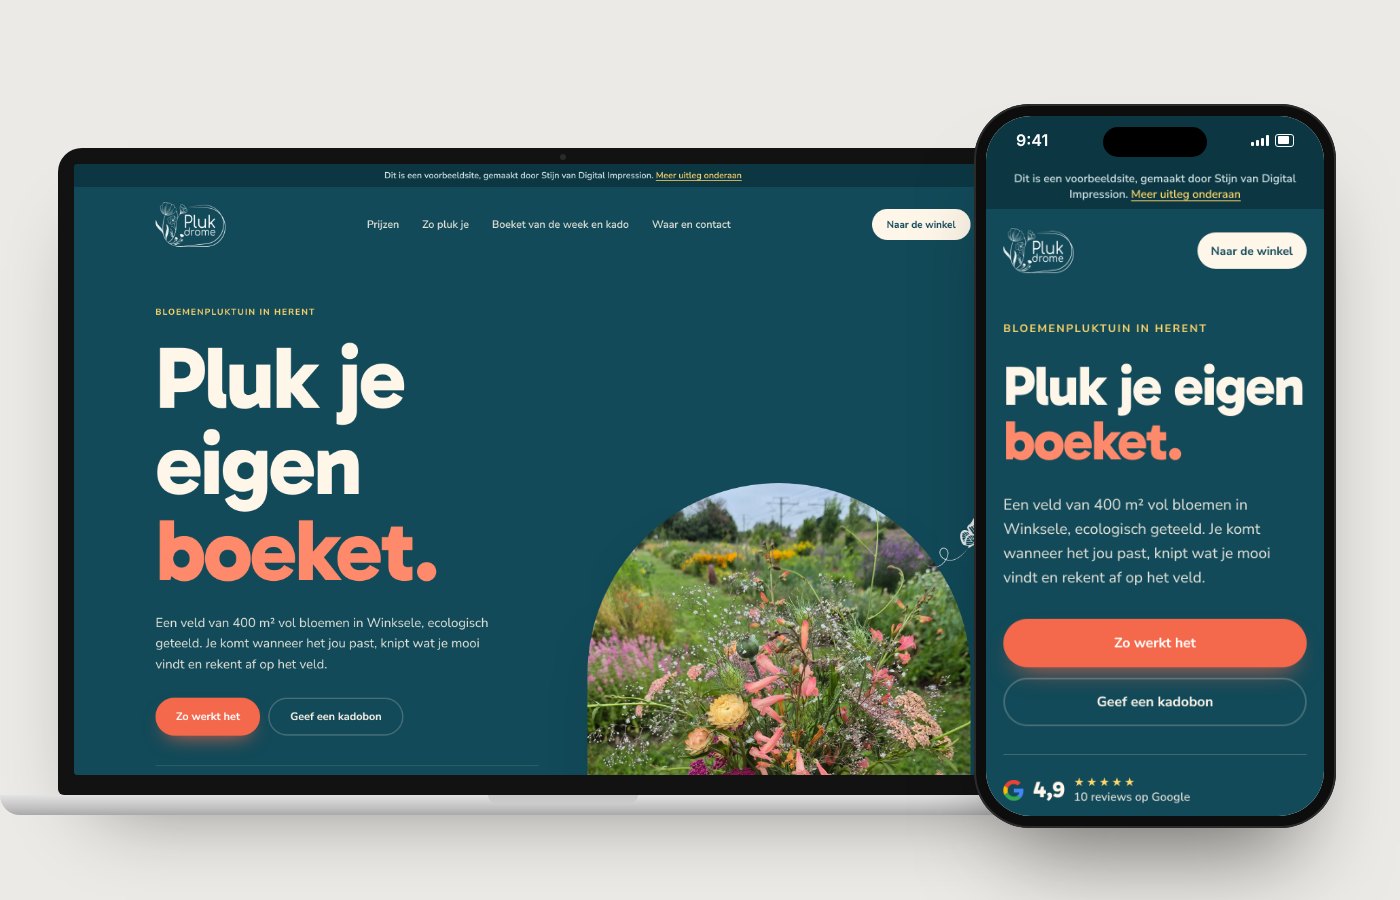 Dit is een voorbeeldsite, gemaakt door Stijn van Digital Impression. Meer uitleg onderaan
Pluk
drome
Prijzen
Zo pluk je
Boeket van de week en kado
Waar en contact
Naar de winkel
BLOEMENPLUKTUIN IN HERENT
Pluk je
eigen
boeket.
Een veld van 400 m² vol bloemen in Winksele, ecologisch
geteeld. Je komt wanneer het jou past, knipt wat je mooi
vindt en rekent af op het veld.
Zo werkt het
Geef een kadobon
9:41
Dit is een voorbeeldsite, gemaakt door Stijn van Digital
Impression. Meer uitleg onderaan
Pluk
drome
Naar de winkel
BLOEMENPLUKTUIN IN HERENT
Pluk je eigen
boeket.
Een veld van 400 m² vol bloemen in
Winksele, ecologisch geteeld. Je komt
wanneer het jou past, knipt wat je mooi
vindt en rekent af op het veld.
Zo werkt het
Geef een kadobon
4,9
10 reviews op Google